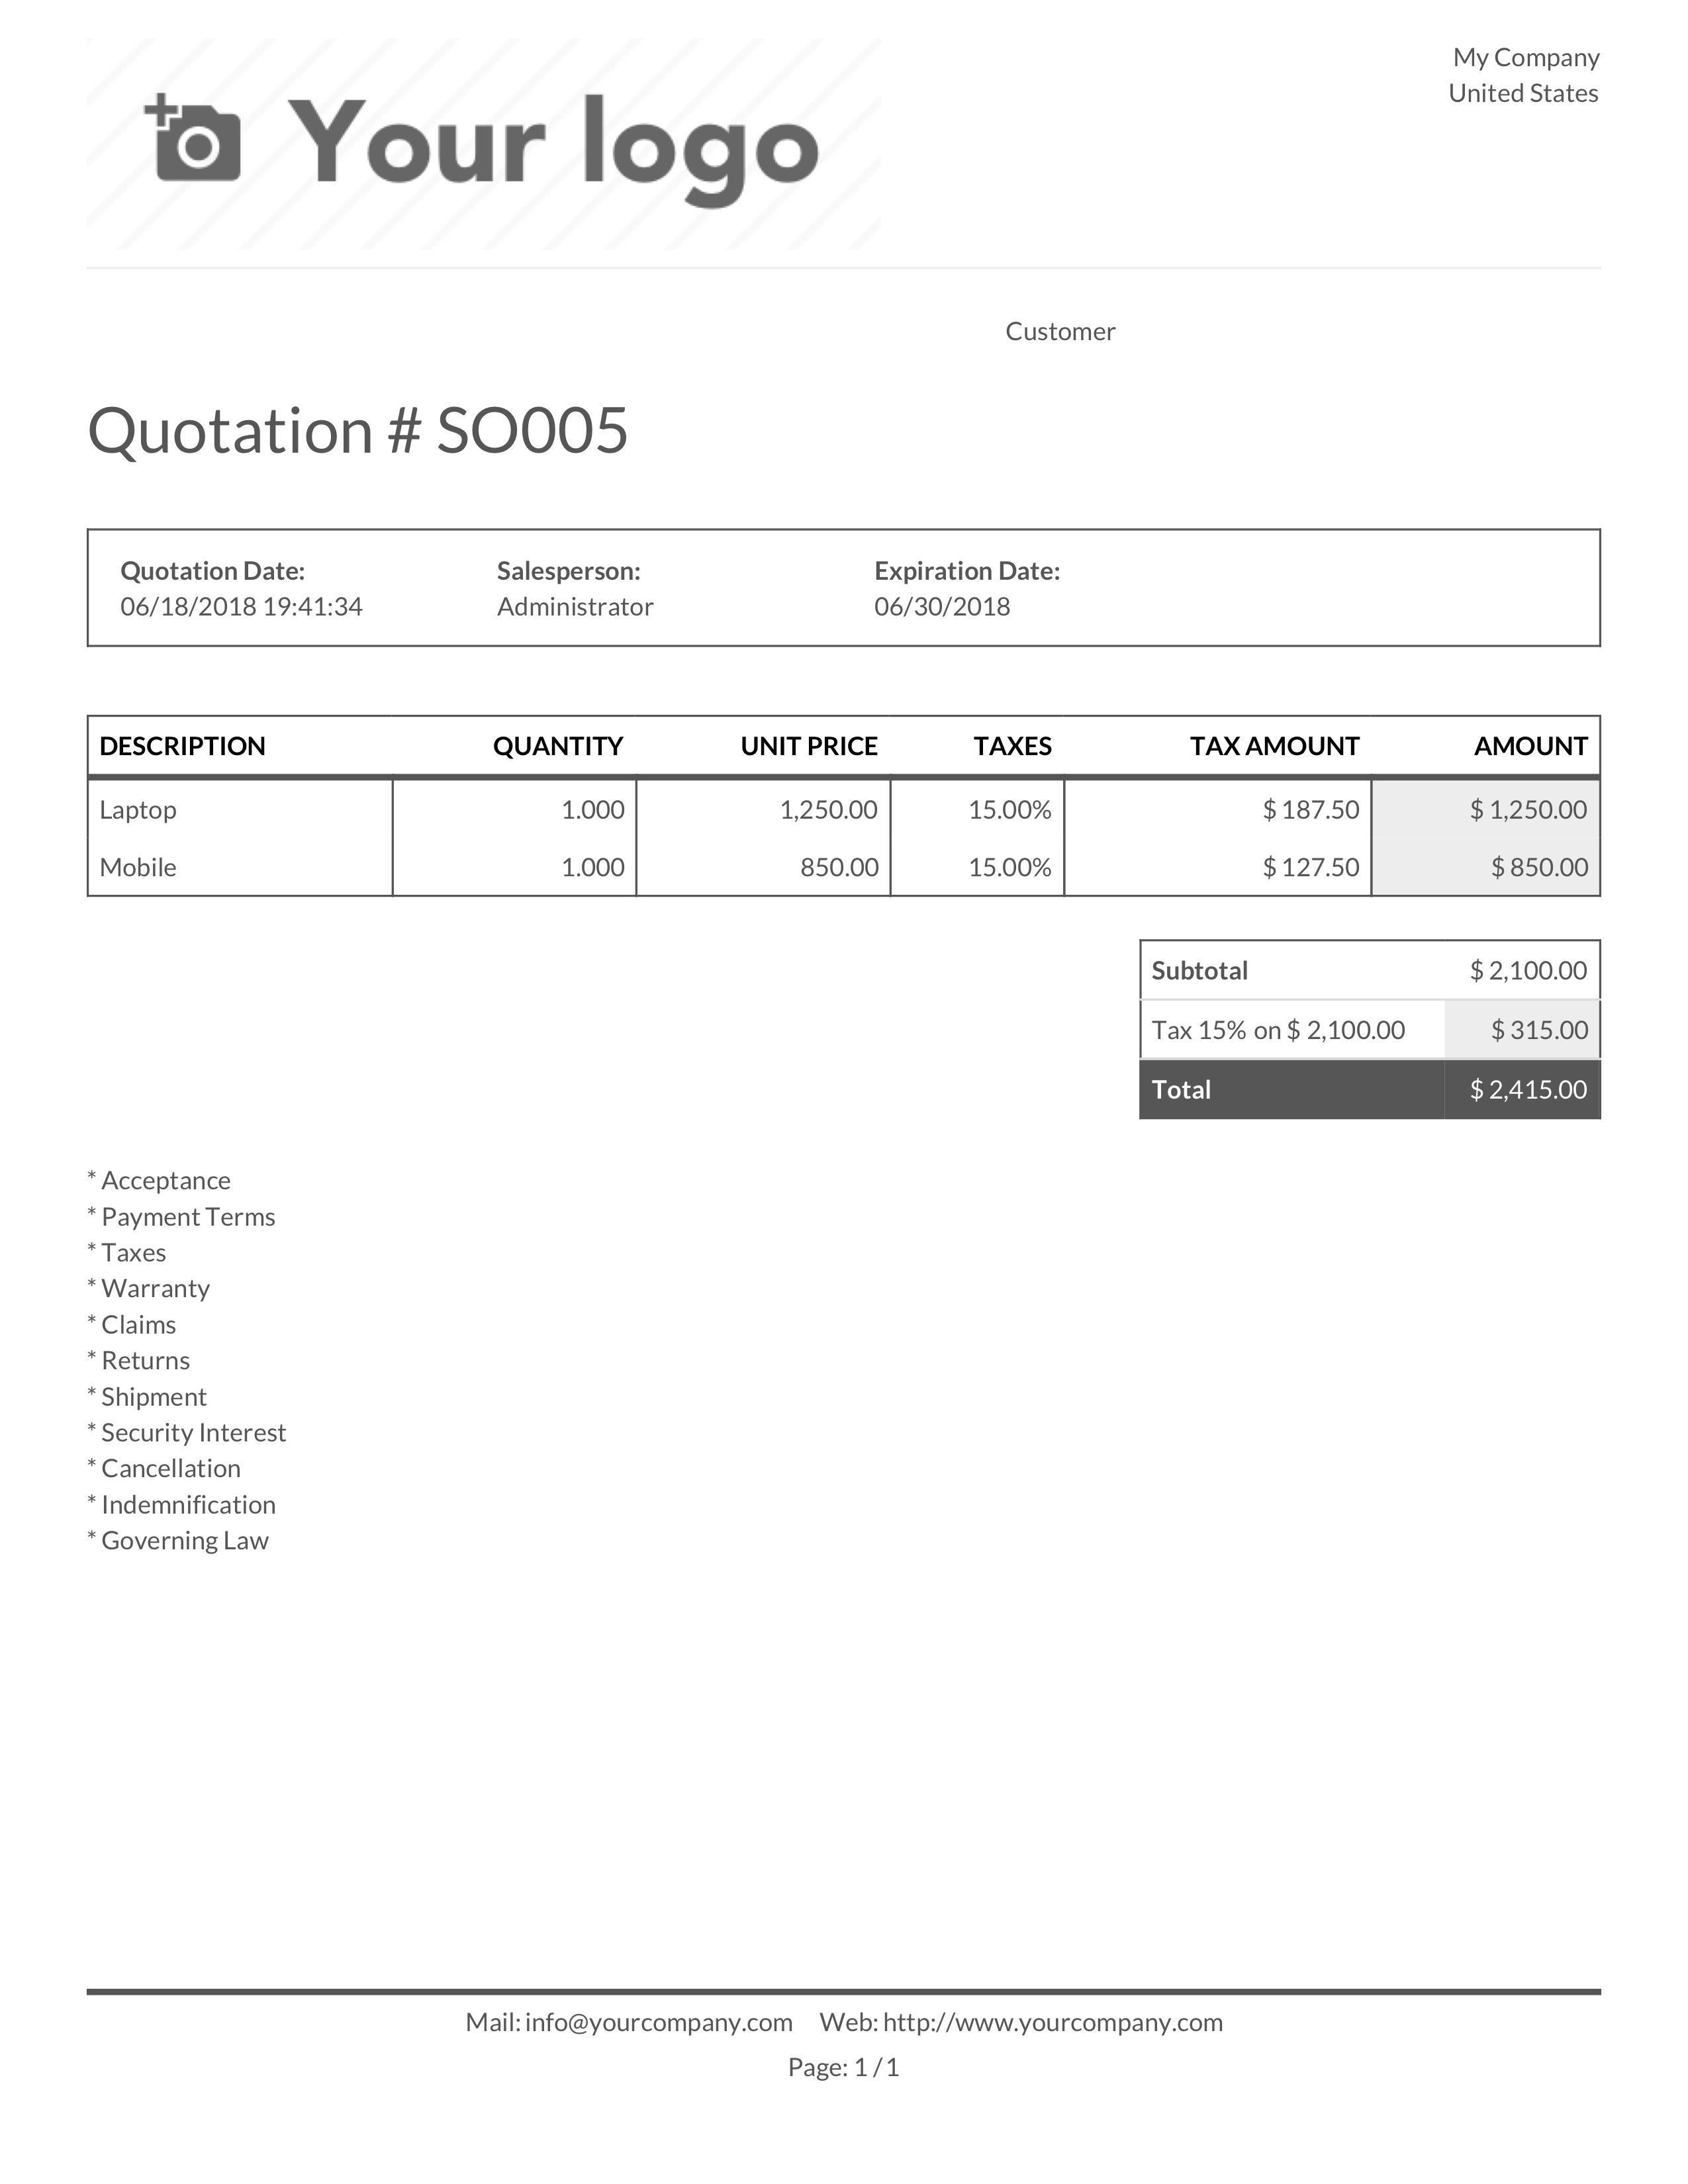 Your logo
My Company
United States
Customer
Quotation # SO005
Quotation Date: Salesperson: Expiration Date:
06/18/2018 19:41:34 Administrator 06/30/2018
DESCRIPTION QUANTITY UNIT PRICE TAXES TAX AMOUNT AMOUNT
Laptop 1.000 1,250.00 15.00% $ 187.50 $ 1,250.00
Mobile 1.000 850.00 15.00% $ 127.50 $ 850.00
Subtotal $ 2,100.00
Tax 15% on $ 2,100.00 $ 315.00
Total $ 2,415.00
* Acceptance
* Payment Terms
* Taxes
* Warranty
* Claims
* Returns
* Shipment
* Security Interest
* Cancellation
* Indemnification
* Governing Law
Mail: info@yourcompany.com Web: http://www.yourcompany.com
Page: 1 / 1